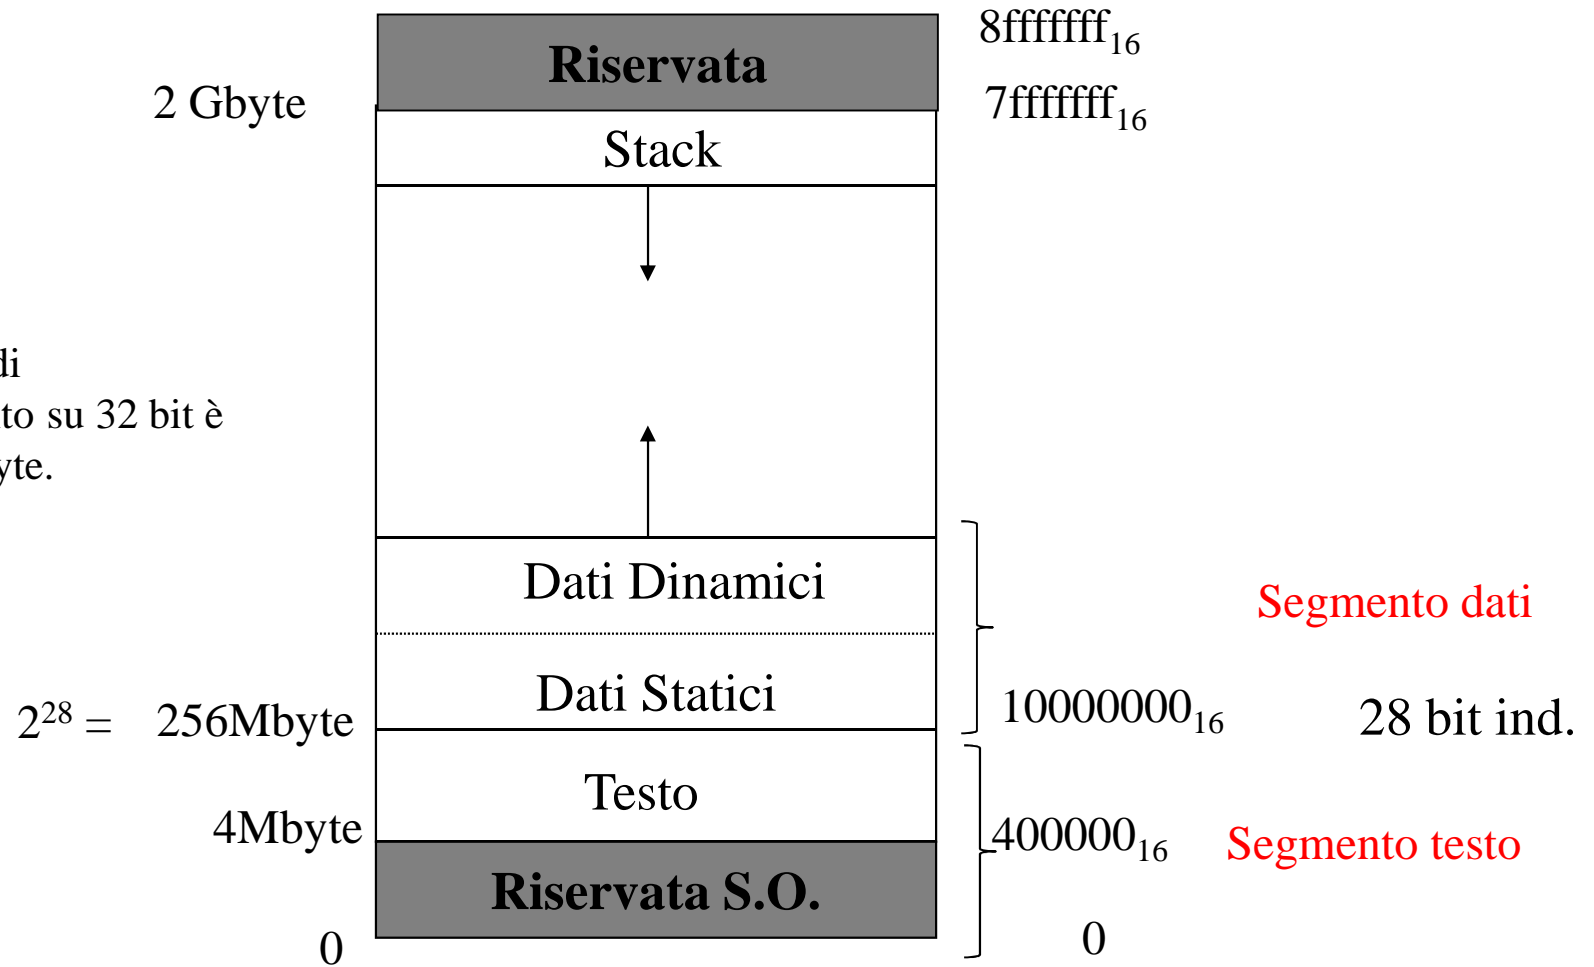 8fffffff₁₆
Riservata
2 Gbyte
7fffffff₁₆
Stack
di
to su 32 bit è
yte.
Dati Dinamici
Segmento dati
Dati Statici
2²⁸ = 256Mbyte
10000000₁₆
28 bit ind.
Testo
4Mbyte
400000₁₆
Segmento testo
Riservata S.O.
0
0